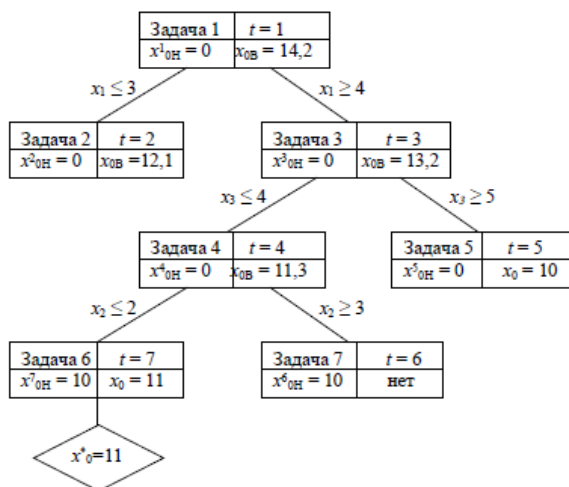 Задача 1 t = 1
x¹₀Н = 0 x₀В = 14,2
x₁ ≤ 3 x₁ ≥ 4
Задача 2 t = 2 Задача 3 t = 3
x²₀Н = 0 x₀В =12,1 x³₀Н = 0 x₀В = 13,2
x₃ ≤ 4 x₃ ≥ 5
Задача 4 t = 4 Задача 5 t = 5
x⁴₀Н = 0 x₀В = 11,3 x⁵₀Н = 0 x₀ = 10
x₂ ≤ 2 x₂ ≥ 3
Задача 6 t = 7 Задача 7 t = 6
x⁷₀Н = 10 x₀ = 11 x⁶₀Н = 10 нет
x*₀=11